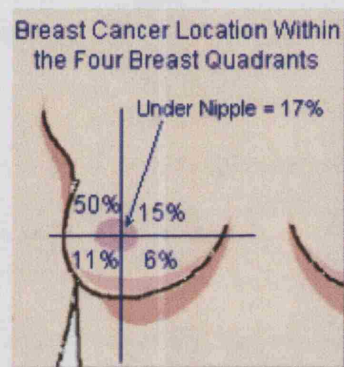 Breast Cancer Location Within
the Four Breast Quadrants
Under Nipple = 17%
50% 15%
11% 6%